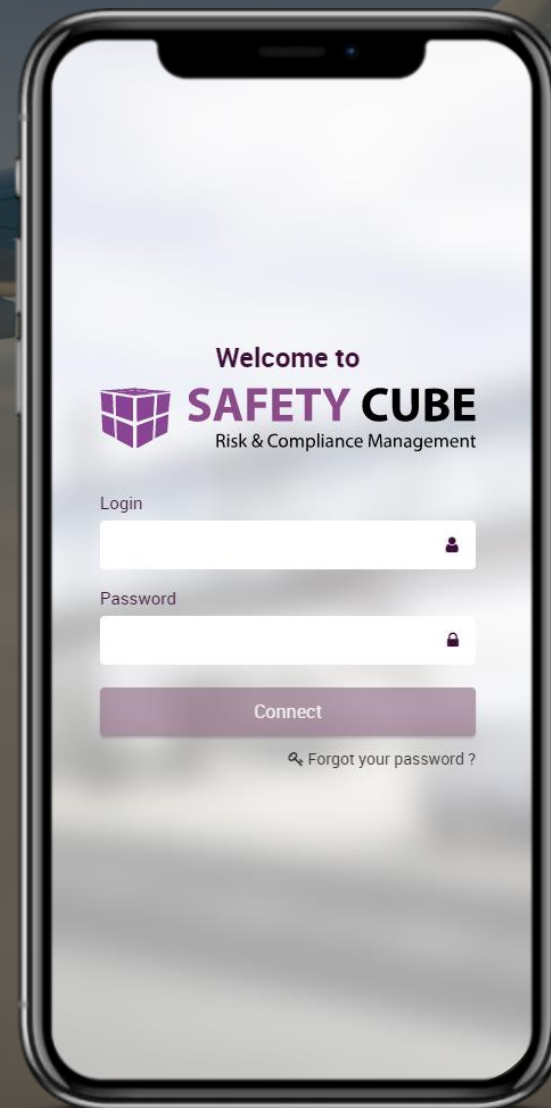 Welcome to
SAFETY CUBE
Risk & Compliance Management
Login
Password
Connect
Forgot your password ?